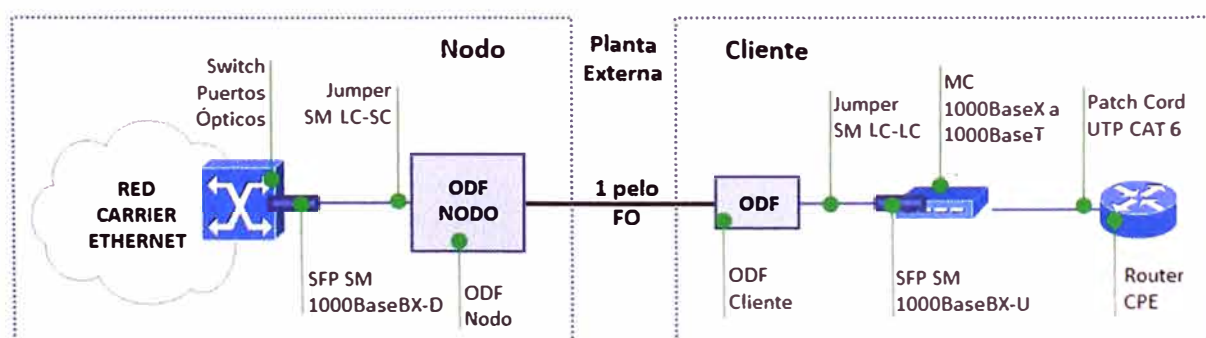 Nodo
Planta
Externa
Cliente
Switch
Puertos
Ópticos
Jumper
SM LC-SC
Jumper
SM LC-LC
MC
1000BaseX a
1000BaseT
Patch Cord
UTP CAT 6
RED
CARRIER
ETHERNET
ODF
NODO
1 pelo
FO
ODF
SFP SM
1000BaseBX-D
ODF
Nodo
ODF
Cliente
SFP SM
1000BaseBX-U
Router
CPE